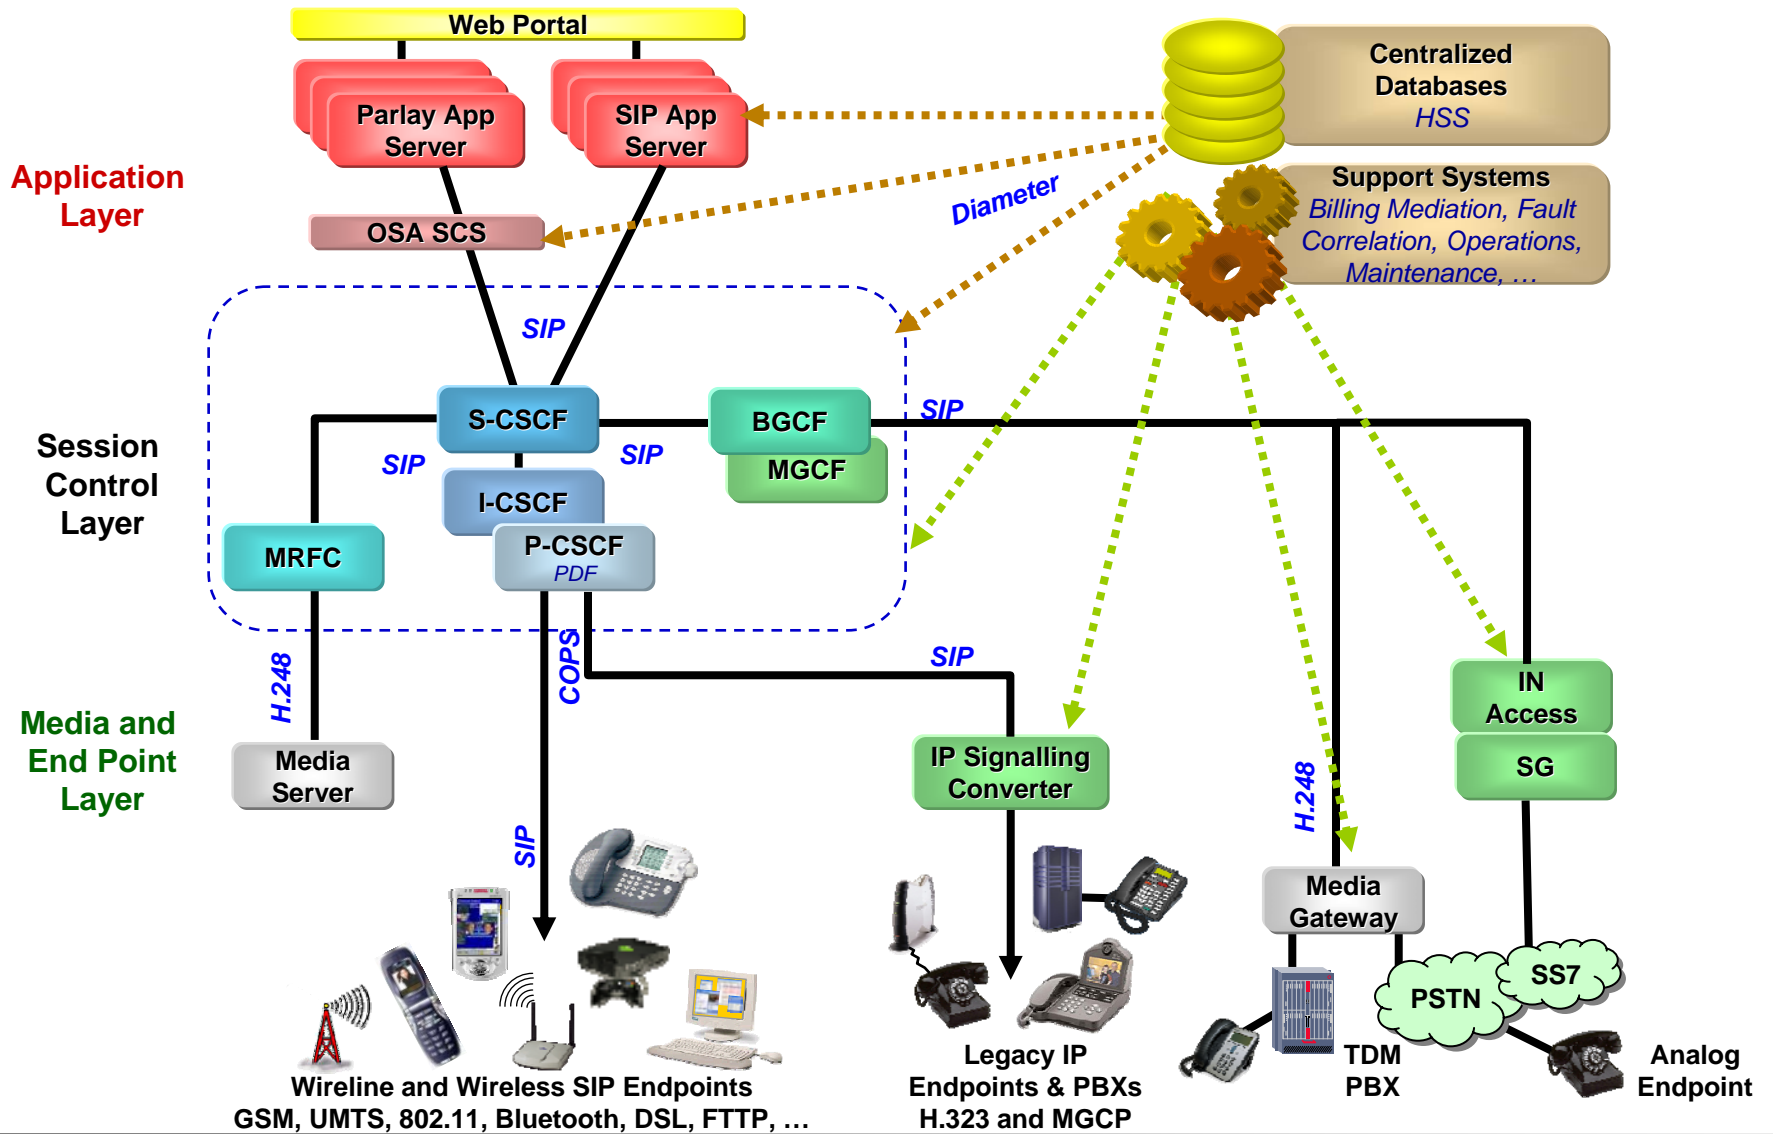 Web Portal
Parlay App
Server
SIP App
Server
Centralized
Databases
HSS
Application
Layer
OSA SCS
Diameter
Support Systems
Billing Mediation, Fault
Correlation, Operations,
Maintenance, …
SIP
S-CSCF
BGCF
SIP
SIP
SIP
MGCF
I-CSCF
Session
Control
Layer
MRFC
P-CSCF
PDF
H.248
COPS
SIP
IN
Access
Media and
End Point
Layer
Media
Server
IP Signalling
Converter
SG
H.248
SIP
Media
Gateway
PSTN
SS7
Wireline and Wireless SIP Endpoints
GSM, UMTS, 802.11, Bluetooth, DSL, FTTP, …
Legacy IP
Endpoints & PBXs
H.323 and MGCP
TDM
PBX
Analog
Endpoint